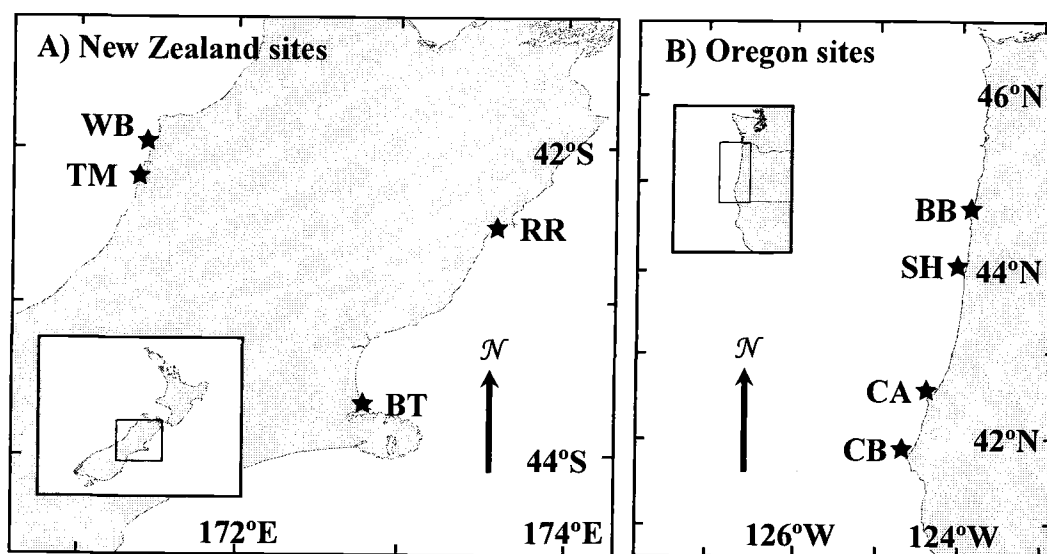 A) New Zealand sites
WB
TM
42°S
RR
BT
N
44°S
172°E
174°E
B) Oregon sites
46°N
BB
SH
44°N
N
CA
CB
42°N
126°W
124°W